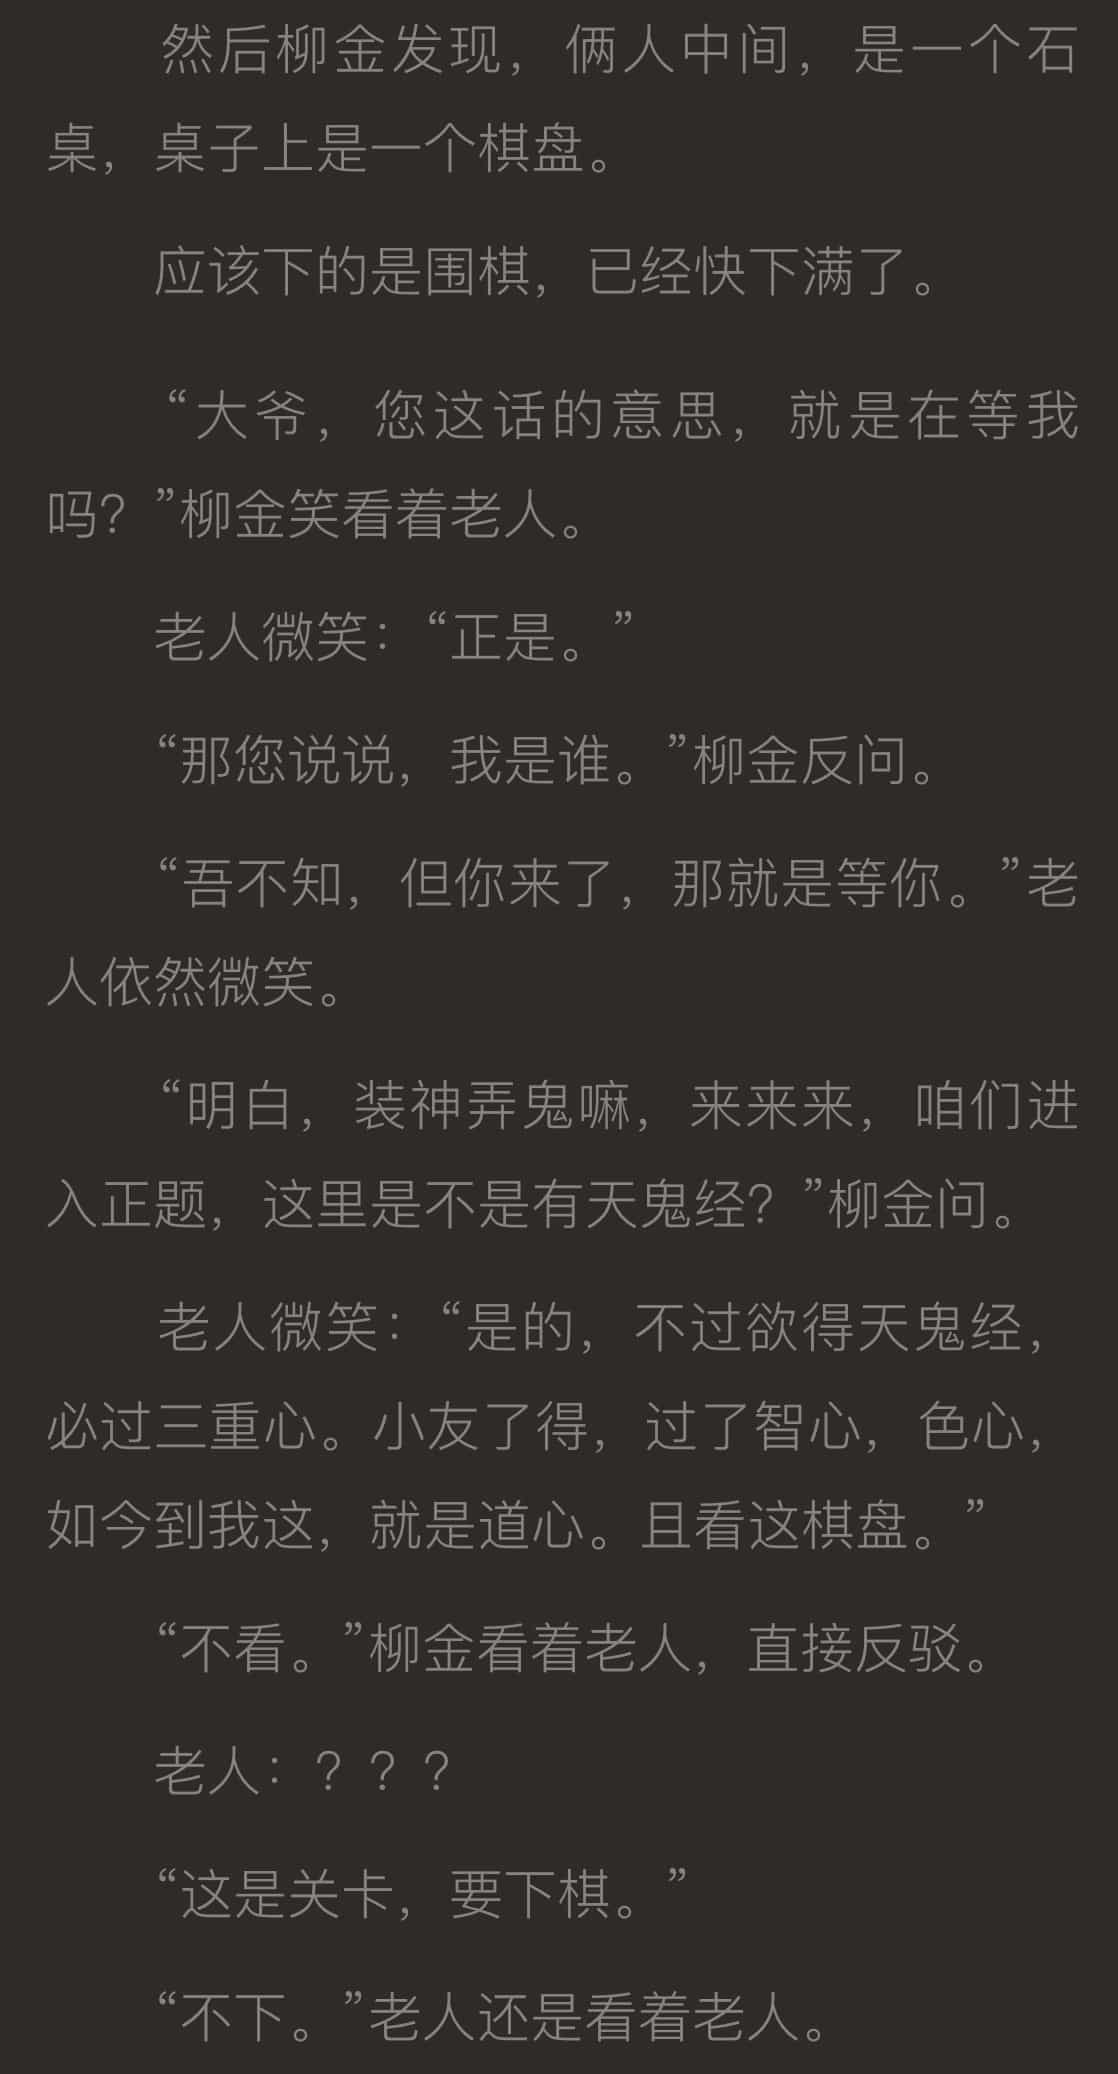 然后柳金发现，俩人中间，是一个石
桌，桌子上是一个棋盘。
应该下的是围棋，已经快下满了。
“大爷，您这话的意思，就是在等我
吗？”柳金笑看着老人。
老人微笑：“正是。”
“那您说说，我是谁。”柳金反问。
“吾不知，但你来了，那就是等你。”老
人依然微笑。
“明白，装神弄鬼嘛，来来来，咱们进
入正题，这里是不是有天鬼经？”柳金问。
老人微笑：“是的，不过欲得天鬼经，
必过三重心。小友了得，过了智心，色心，
如今到我这，就是道心。且看这棋盘。”
“不看。”柳金看着老人，直接反驳。
老人：？？？
“这是关卡，要下棋。”
“不下。”老人还是看着老人。